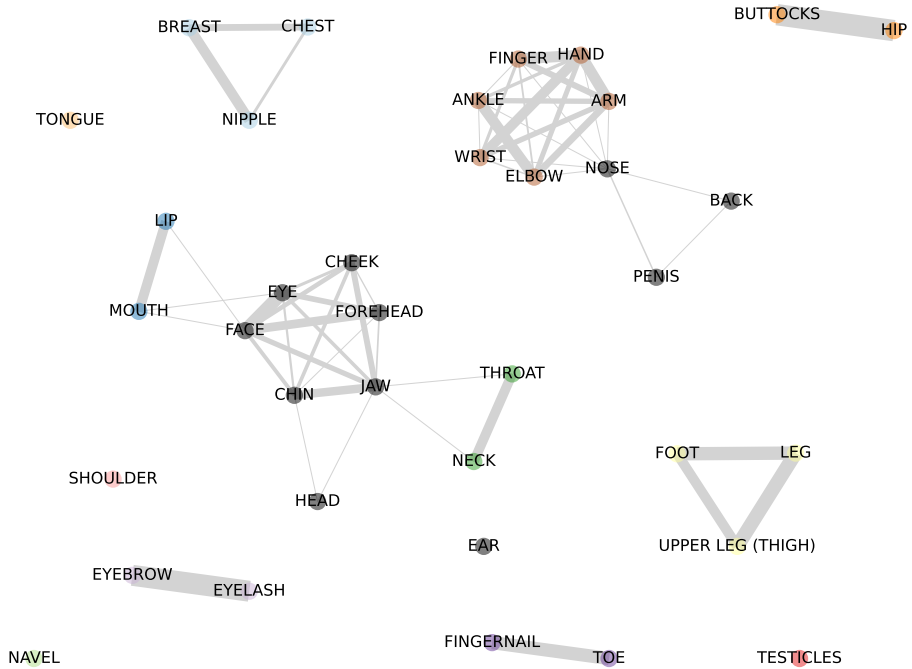 BUTTOCKS
BREAST
CHEST
HIP
HAND
FINGER
ANKLE
ARM
TONGUE
NIPPLE
WRIST
NOSE
ELBOW
BACK
LIP
CHEEK
PENIS
EYE
MOUTH
FOREHEAD
FACE
THROAT
JAW
CHIN
FOOT
LEG
NECK
SHOULDER
HEAD
EAR
UPPER LEG (THIGH)
EYEBROW
EYELASH
FINGERNAIL
NAVEL
TOE
TESTICLES